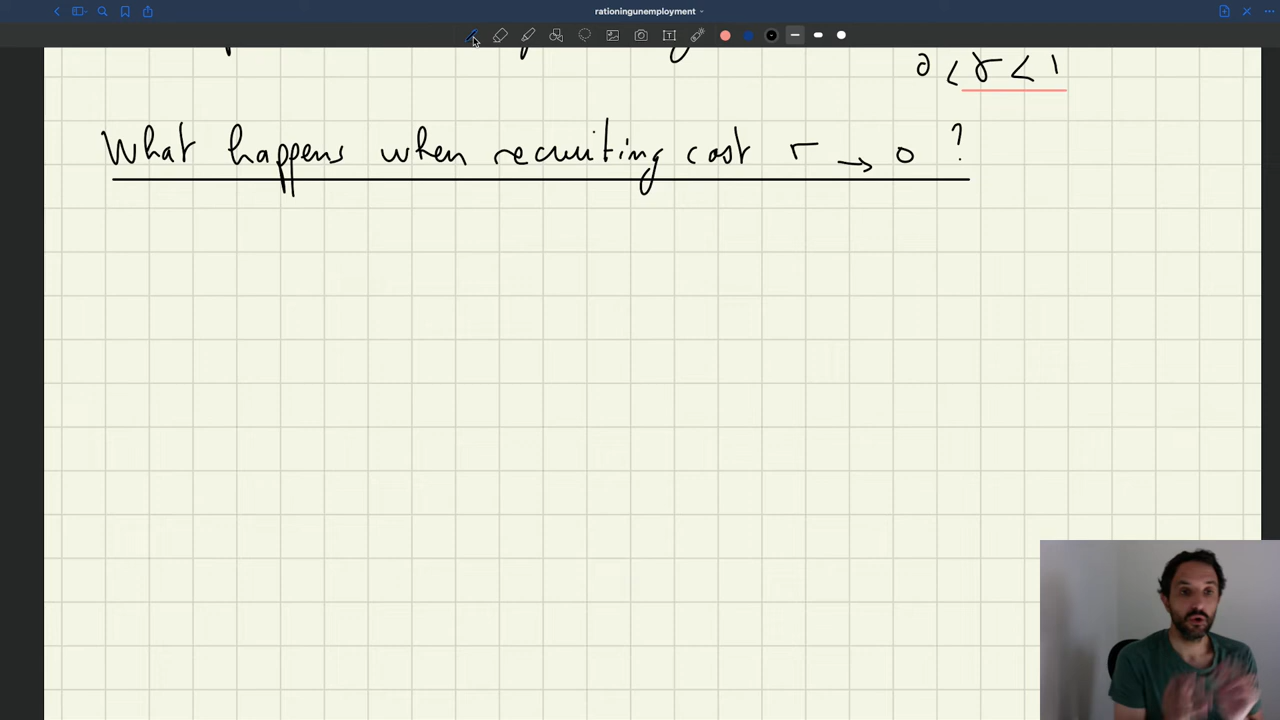 rationingunemployment
0 < γ < 1
What happens when recruiting cost r → 0 ?